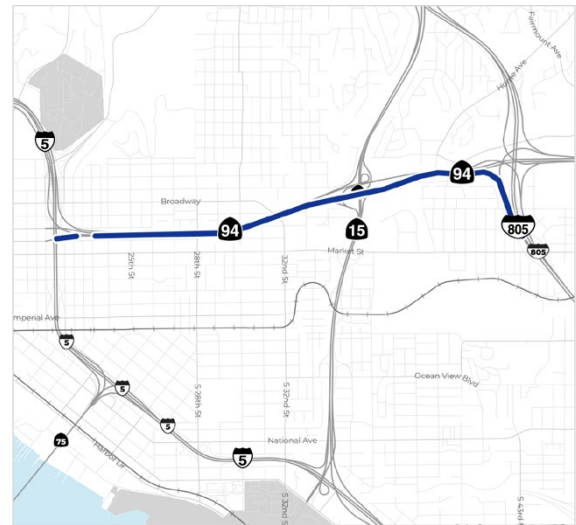 Fairmount Ave
Home Ave
5
94
Broadway
94
15
805
25th St
28th St
32nd St
Market St
805
Imperial Ave
5
Ocean View Blvd
5
S 28th St
S 32nd St
5
75
Harbor Dr
National Ave
5
S 32nd St
S 43rd St